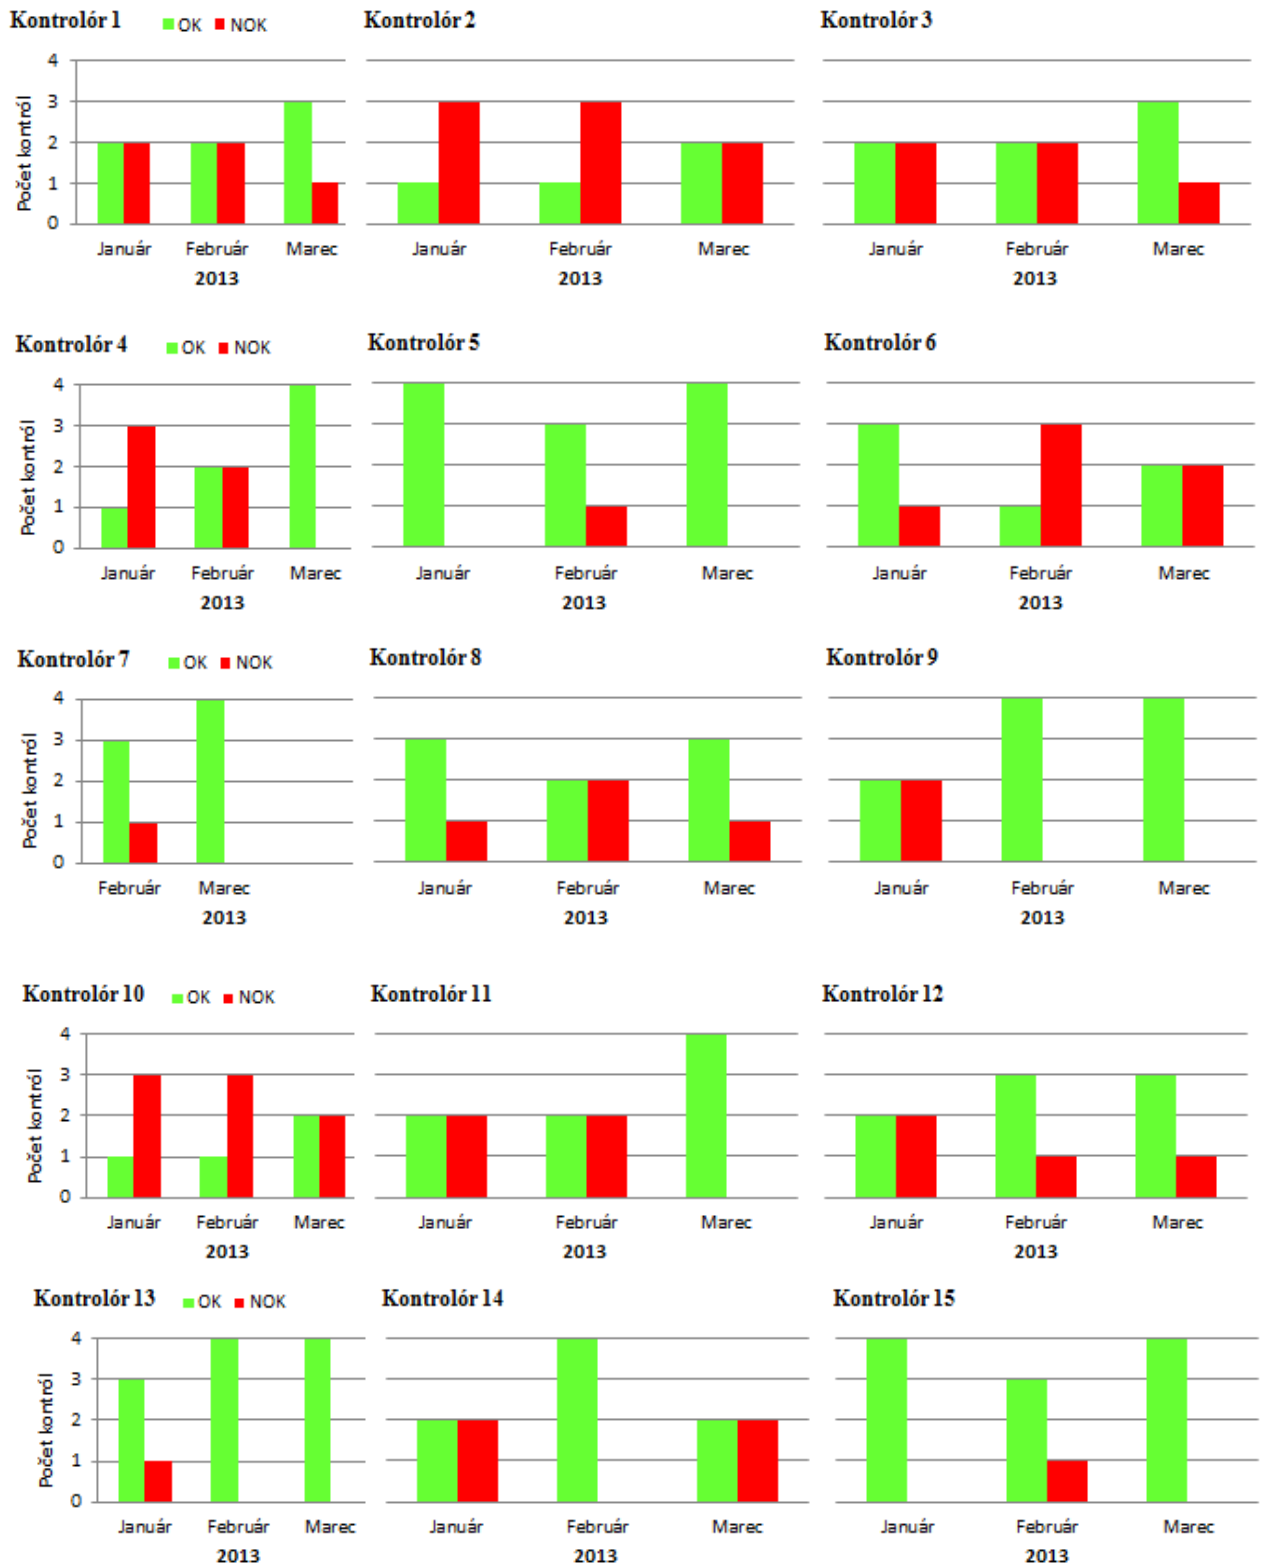 Kontrolór 1 OK NOK Kontrolór 2 Kontrolór 3
Počet kontról
4
3
2
1
0
Január Február Marec Január Február Marec Január Február Marec
2013 2013 2013
Kontrolór 4 OK NOK Kontrolór 5 Kontrolór 6
Počet kontról
4
3
2
1
0
Január Február Marec Január Február Marec Január Február Marec
2013 2013 2013
Kontrolór 7 OK NOK Kontrolór 8 Kontrolór 9
Počet kontról
4
3
2
1
0
Február Marec Január Február Marec Január Február Marec
2013 2013 2013
Kontrolór 10 OK NOK Kontrolór 11 Kontrolór 12
Počet kontról
4
3
2
1
0
Január Február Marec Január Február Marec Január Február Marec
2013 2013 2013
Kontrolór 13 OK NOK Kontrolór 14 Kontrolór 15
Počet kontról
4
3
2
1
0
Január Február Marec Január Február Marec Január Február Marec
2013 2013 2013